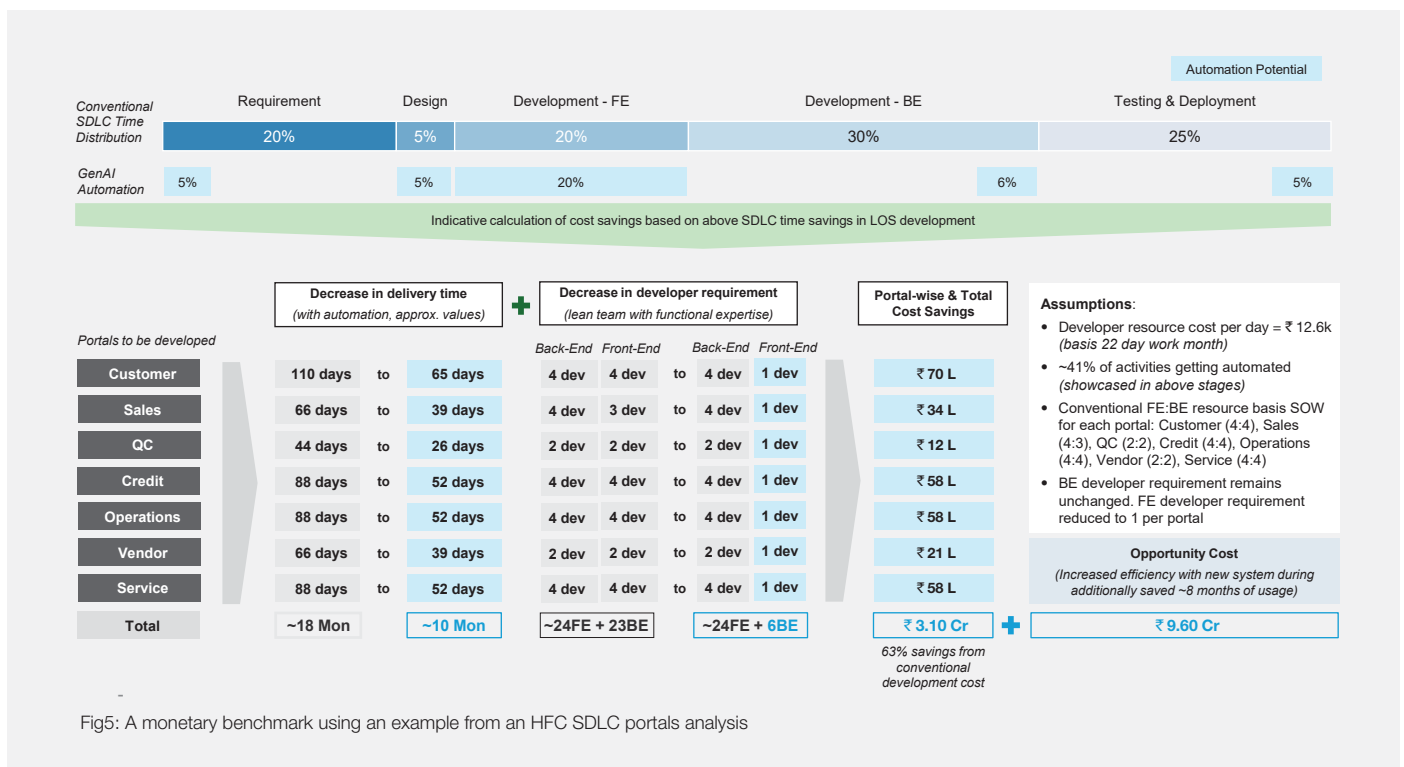 Automation Potential
Conventional SDLC Time Distribution
Requirement Design Development - FE Development - BE Testing & Deployment
20% 5% 20% 30% 25%
GenAI Automation
5% 5% 20% 6% 5%
Indicative calculation of cost savings based on above SDLC time savings in LOS development
Decrease in delivery time
(with automation, approx. values)
Decrease in developer requirement
(lean team with functional expertise)
Portal-wise & Total
Cost Savings
Portals to be developed
Back-End Front-End Back-End Front-End
Customer 110 days to 65 days 4 dev 4 dev to 4 dev 1 dev ₹ 70 L
Sales 66 days to 39 days 4 dev 3 dev to 4 dev 1 dev ₹ 34 L
QC 44 days to 26 days 2 dev 2 dev to 2 dev 1 dev ₹ 12 L
Credit 88 days to 52 days 4 dev 4 dev to 4 dev 1 dev ₹ 58 L
Operations 88 days to 52 days 4 dev 4 dev to 4 dev 1 dev ₹ 58 L
Vendor 66 days to 39 days 2 dev 2 dev to 2 dev 1 dev ₹ 21 L
Service 88 days to 52 days 4 dev 4 dev to 4 dev 1 dev ₹ 58 L
Total ~18 Mon ~10 Mon ~24FE + 23BE ~24FE + 6BE ₹ 3.10 Cr ₹ 9.60 Cr
63% savings from
conventional
development cost
Assumptions:
• Developer resource cost per day = ₹ 12.6k
(basis 22 day work month)
• ~41% of activities getting automated
(showcased in above stages)
• Conventional FE:BE resource basis SOW
for each portal: Customer (4:4), Sales
(4:3), QC (2:2), Credit (4:4), Operations
(4:4), Vendor (2:2), Service (4:4)
• BE developer requirement remains
unchanged. FE developer requirement
reduced to 1 per portal
Opportunity Cost
(Increased efficiency with new system during
additionally saved ~8 months of usage)
-
Fig5: A monetary benchmark using an example from an HFC SDLC portals analysis